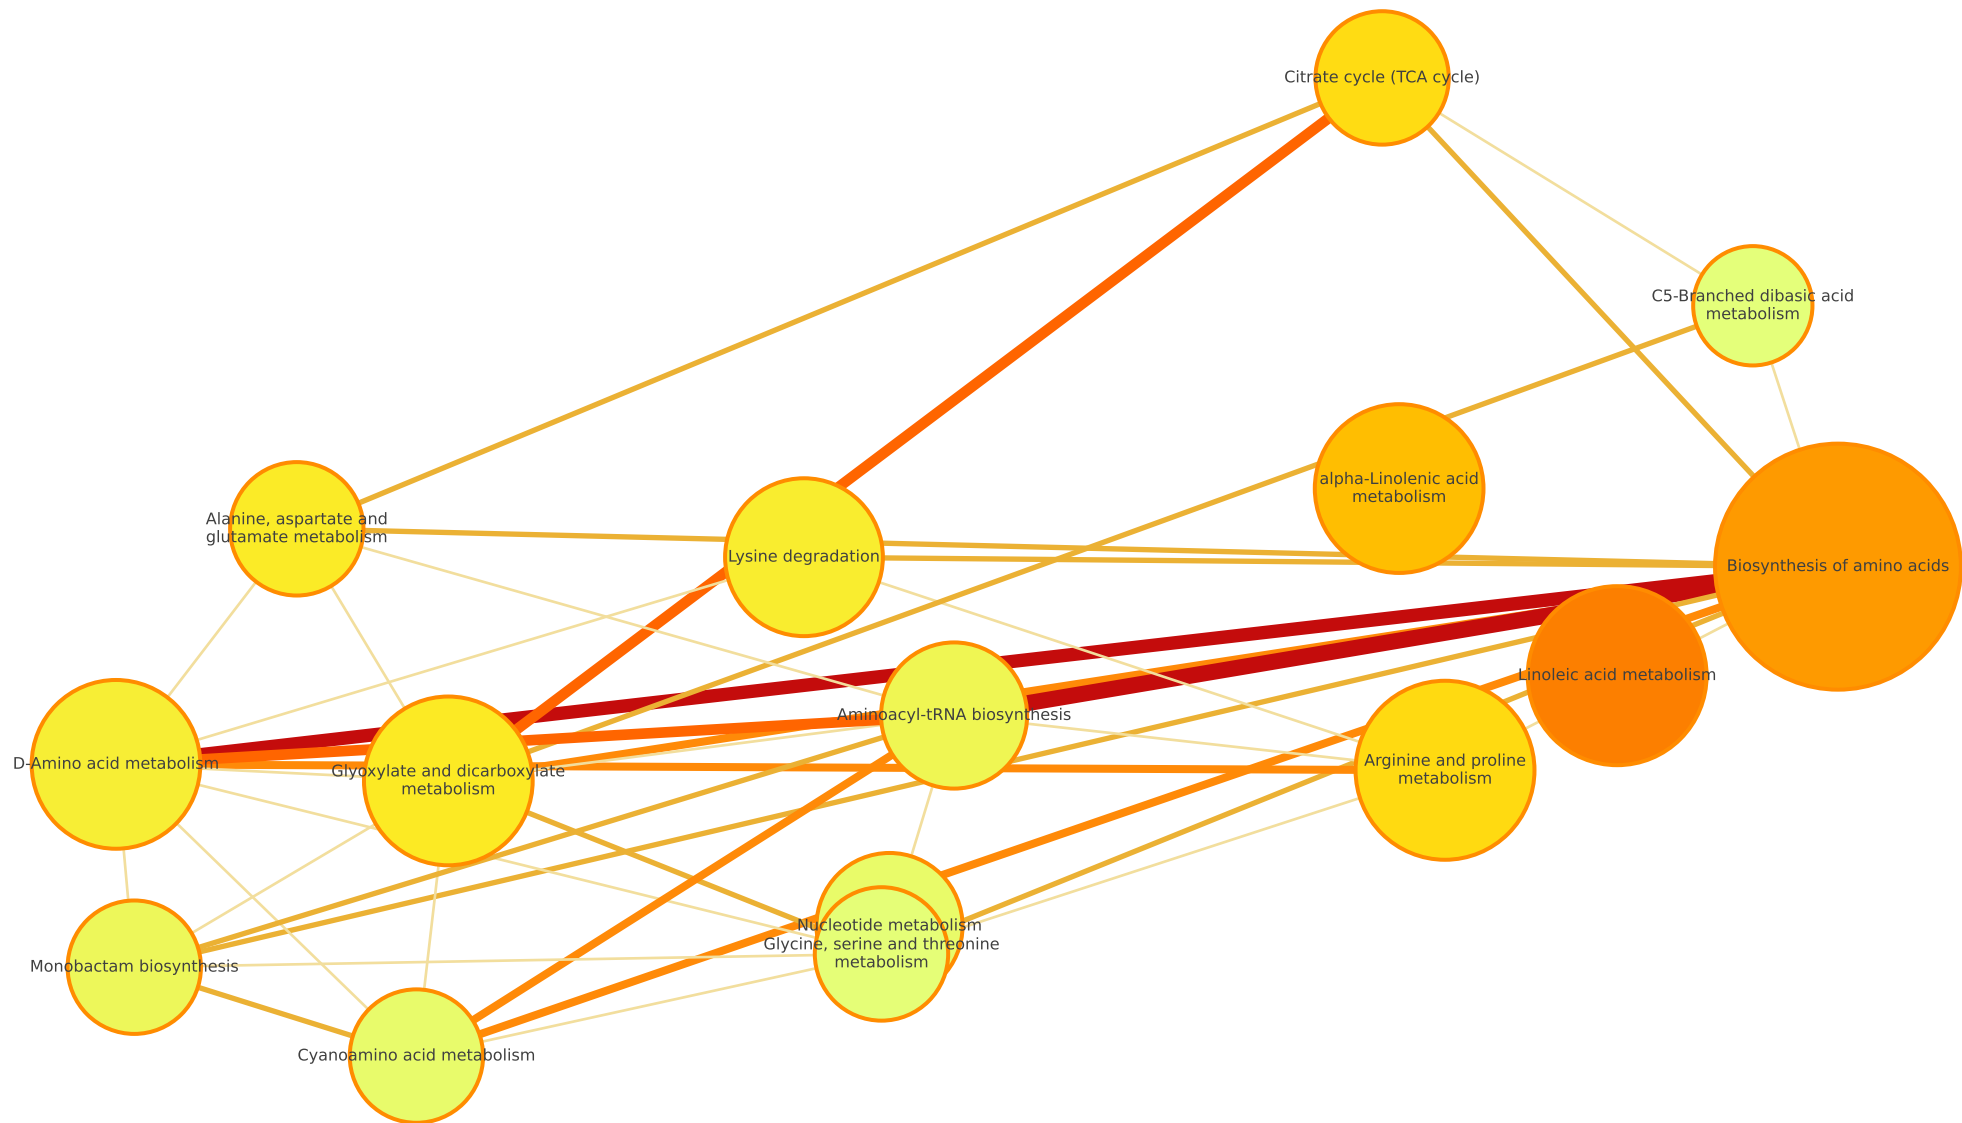 Citrate cycle (TCA cycle)
C5-Branched dibasic acid
metabolism
alpha-Linolenic acid
metabolism
Alanine, aspartate and
glutamate metabolism
Lysine degradation
Biosynthesis of amino acids
Linoleic acid metabolism
Aminoacyl-tRNA biosynthesis
D-Amino acid metabolism
Glyoxylate and dicarboxylate
metabolism
Arginine and proline
metabolism
Nucleotide metabolism
Glycine, serine and threonine
metabolism
Monobactam biosynthesis
Cyanoamino acid metabolism